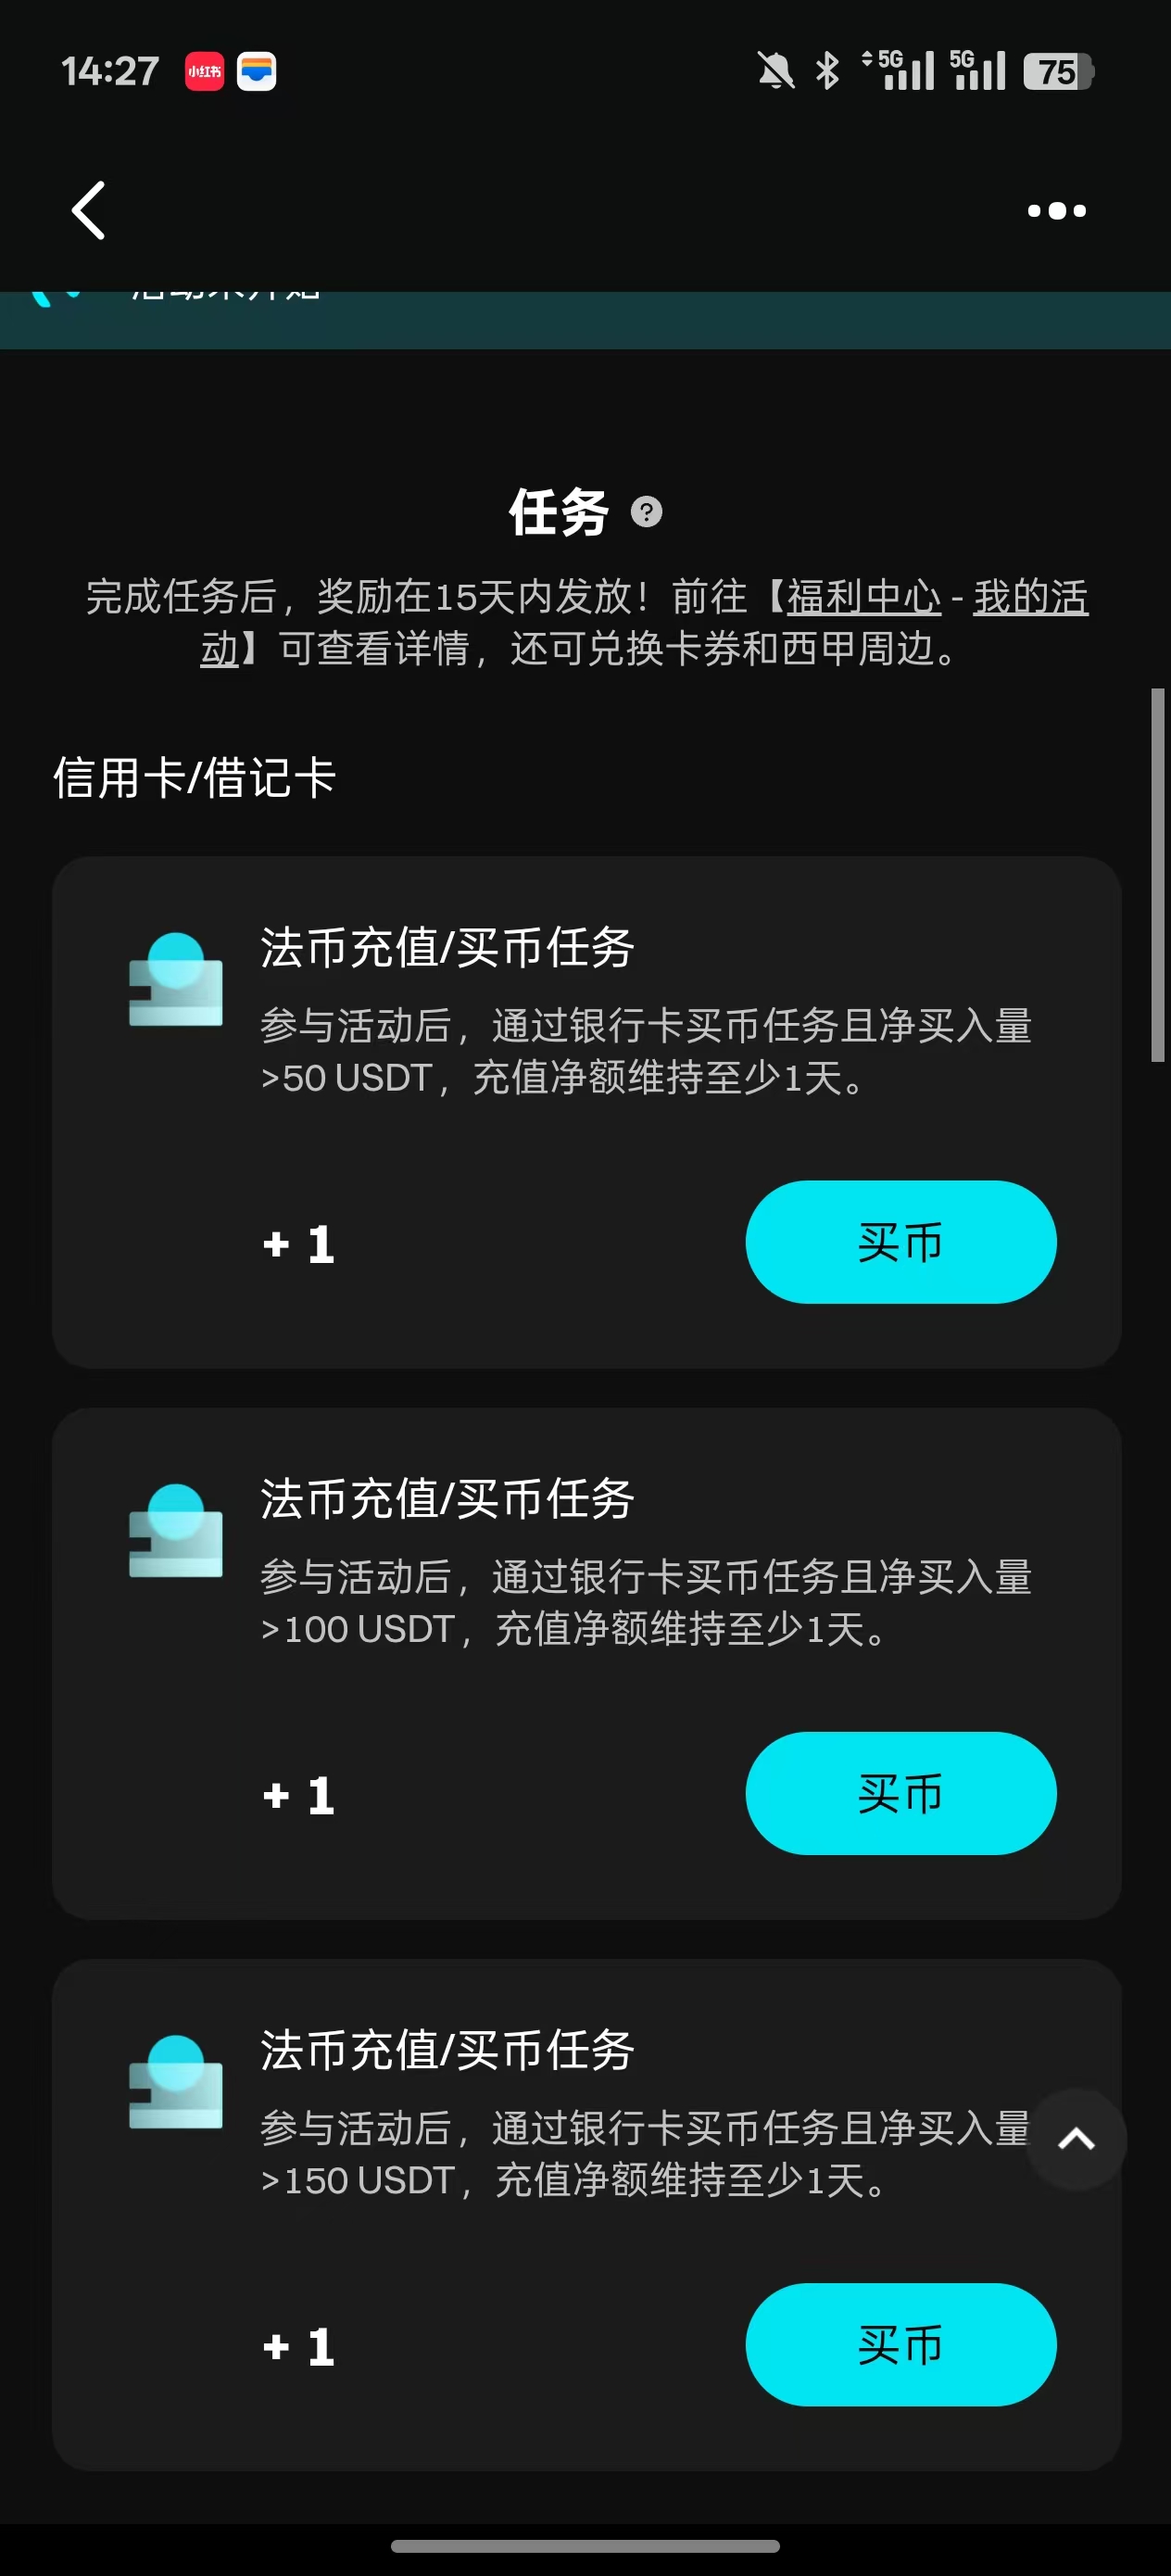 14:27
小红书
5G
5G
75
活动未开始
任务 ?
完成任务后，奖励在15天内发放！前往【福利中心 - 我的活
动】可查看详情，还可兑换卡券和西甲周边。
信用卡/借记卡
法币充值/买币任务
参与活动后，通过银行卡买币任务且净买入量
>50 USDT，充值净额维持至少1天。
+ 1
买币
法币充值/买币任务
参与活动后，通过银行卡买币任务且净买入量
>100 USDT，充值净额维持至少1天。
+ 1
买币
法币充值/买币任务
参与活动后，通过银行卡买币任务且净买入量
>150 USDT，充值净额维持至少1天。
+ 1
买币